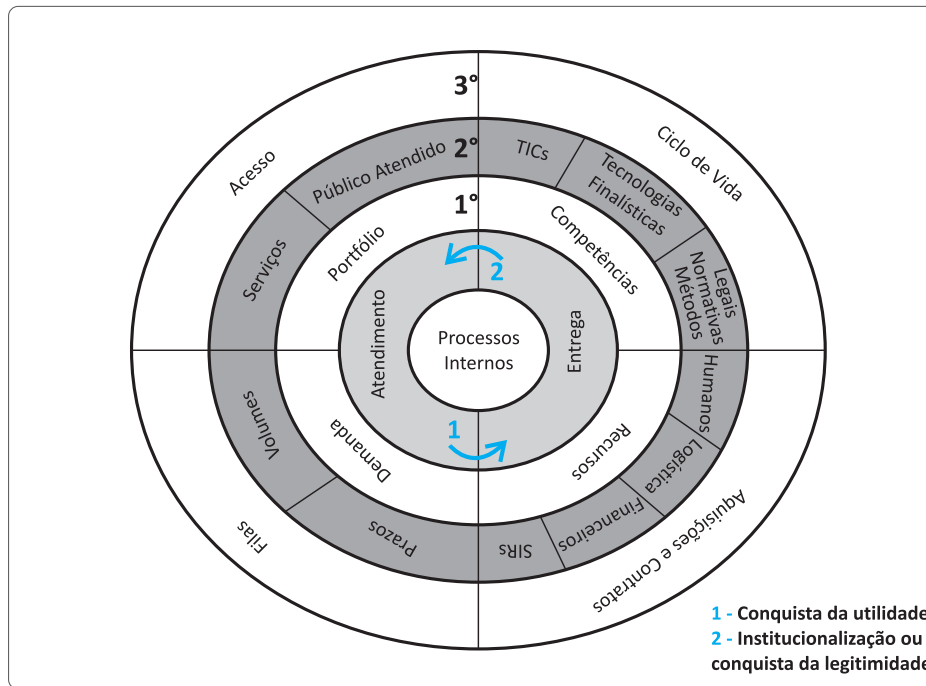 3°
2°
1°
Acesso
Ciclo de Vida
Público Atendido
TICs
Tecnologias
Finalísticas
Serviços
Legais
Normativas
Métodos
Portfólio
Competências
2
Atendimento
Processos
Internos
Entrega
1
Demanda
Recursos
Volumes
Prazos
SIRs
Financeiros
Logística
Humanos
Filas
Aquisições e Contratos
1 - Conquista da utilidade
2 - Institucionalização ou
conquista da legitimidade